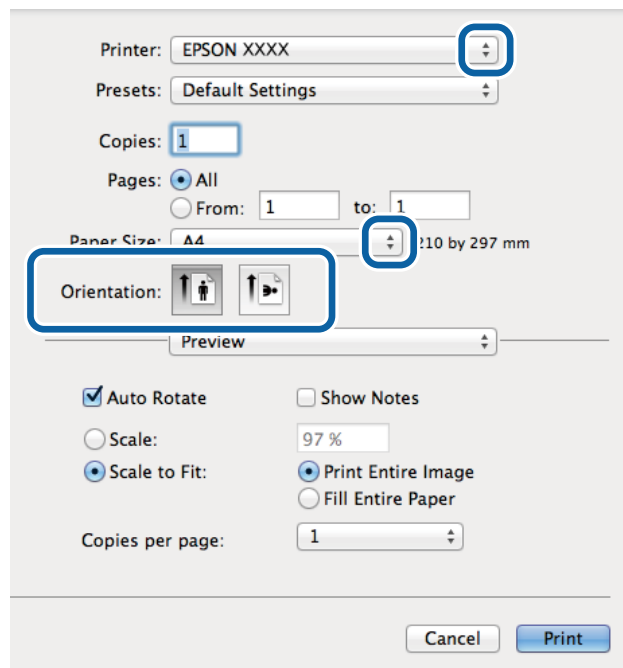 Printer: EPSON XXXX
Presets: Default Settings
Copies: 1
Pages: All
From: 1 to: 1
Paper Size: A4 210 by 297 mm
Orientation:
Preview
Auto Rotate Show Notes
Scale: 97 %
Scale to Fit: Print Entire Image
Fill Entire Paper
Copies per page: 1
Cancel Print